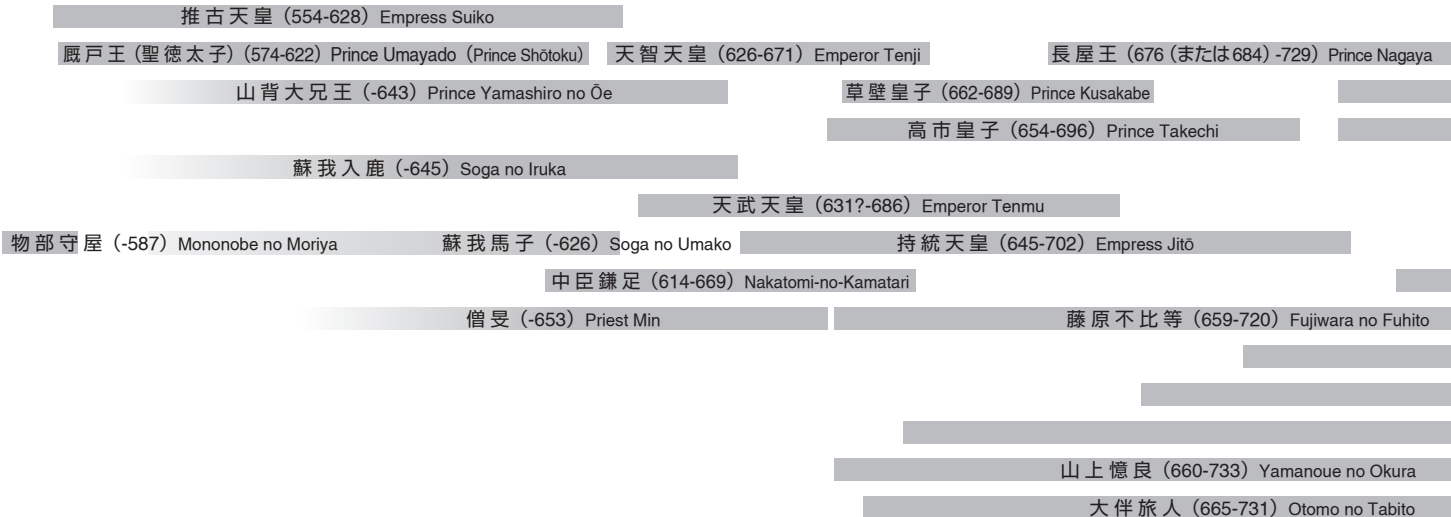 推古天皇（554-628）Empress Suiko
厩戸王（聖徳太子）（574-622）Prince Umayado（Prince Shōtoku） 天智天皇（626-671）Emperor Tenji 長屋王（676（または684）-729）Prince Nagaya
山背大兄王（-643）Prince Yamashiro no Ōe 草壁皇子（662-689）Prince Kusakabe
高市皇子（654-696）Prince Takechi
蘇我入鹿（-645）Soga no Iruka
天武天皇（631?-686）Emperor Tenmu
物部守屋（-587）Mononobe no Moriya 蘇我馬子（-626）Soga no Umako 持統天皇（645-702）Empress Jitō
中臣鎌足（614-669）Nakatomi-no-Kamatari
僧旻（-653）Priest Min 藤原不比等（659-720）Fujiwara no Fuhito
山上憶良（660-733）Yamanoue no Okura
大伴旅人（665-731）Otomo no Tabito